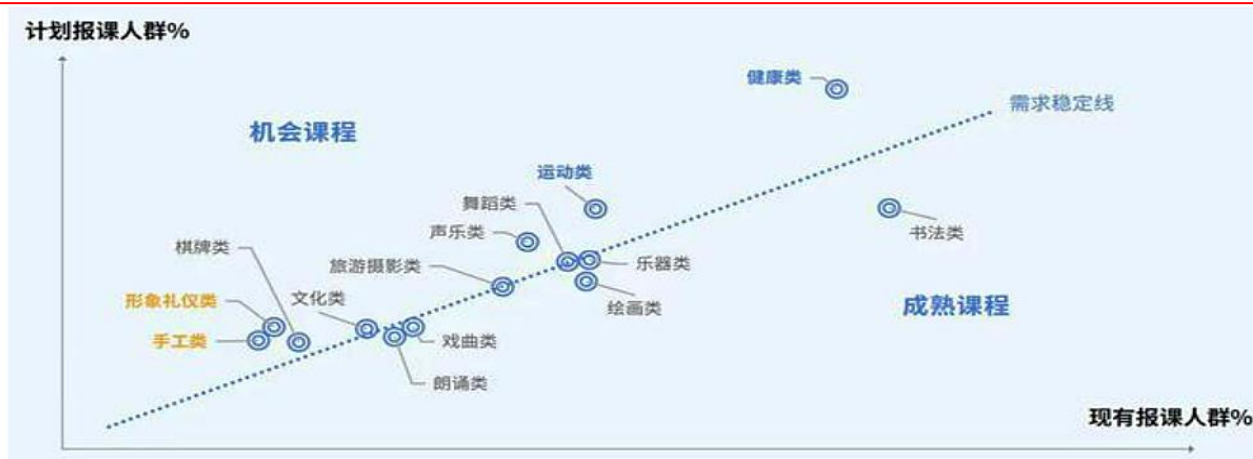 计划报课人群%
健康类
需求稳定线
机会课程
运动类
舞蹈类
声乐类
书法类
棋牌类
旅游摄影类
乐器类
形象礼仪类
文化类
绘画类
成熟课程
手工类
戏曲类
朗诵类
现有报课人群%